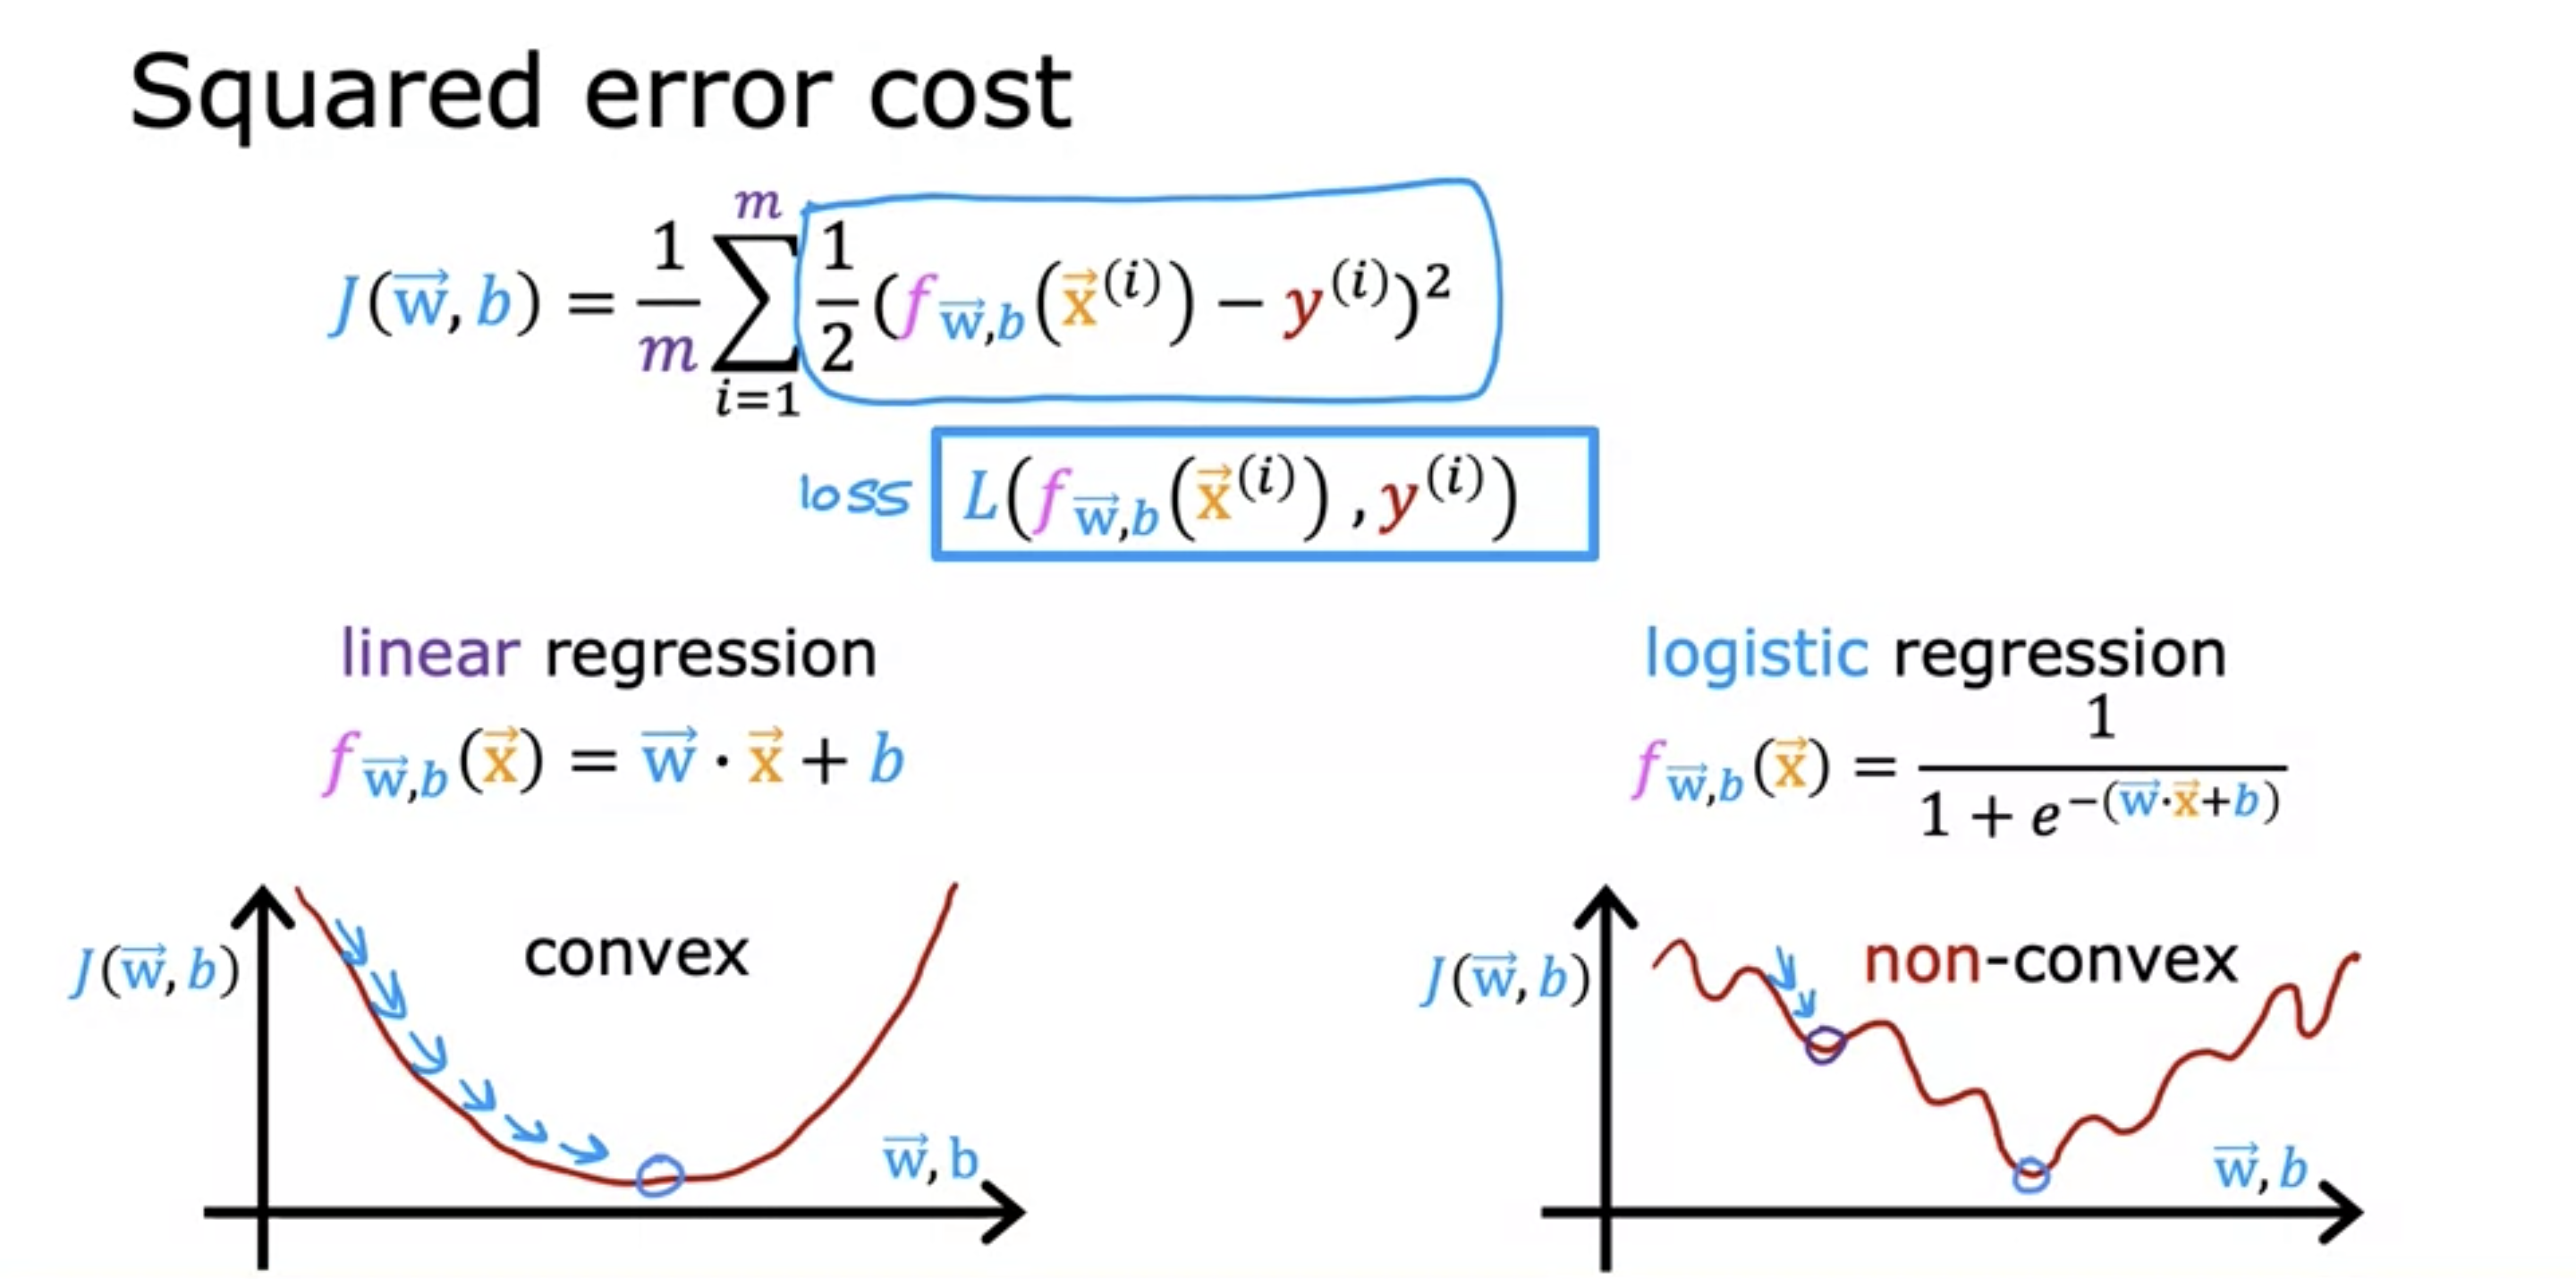 Squared error cost
J(w⃗, b) = 1/m ∑_{i=1}^{m} 1/2 (f_{w⃗,b}(x⃗^{(i)}) − y^{(i)})²
loss L(f_{w⃗,b}(x⃗^{(i)}), y^{(i)})
linear regression
f_{w⃗,b}(x⃗) = w⃗ · x⃗ + b
J(w⃗, b)
convex
w⃗, b
logistic regression
f_{w⃗,b}(x⃗) = 1/(1 + e^{−(w⃗·x⃗+b)})
J(w⃗, b)
non-convex
w⃗, b